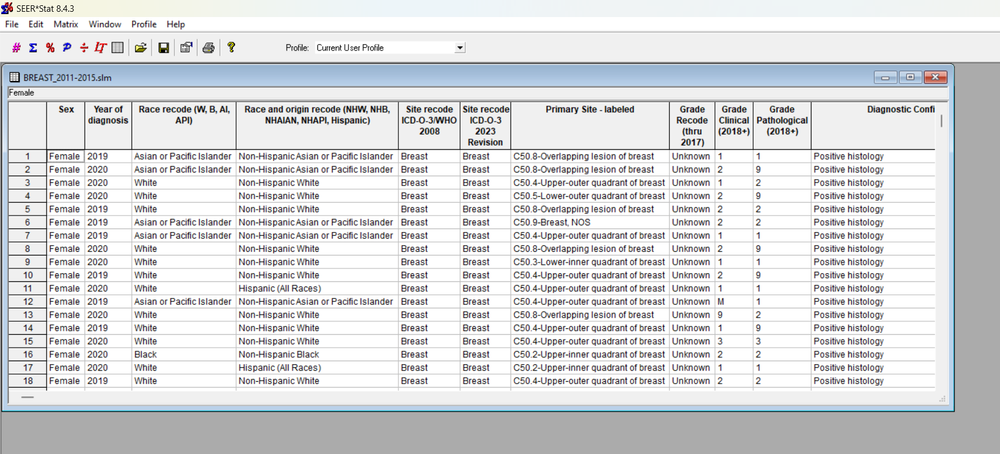 SEER*Stat 8.4.3
File Edit Matrix Window Profile Help
# Σ % P ÷ LT ? Profile: Current User Profile
BREAST_2011-2015.slm
Female
Sex Year of diagnosis Race recode (W, B, AI, API) Race and origin recode (NHW, NHB, NHAIAN, NHAPI, Hispanic) Site recode ICD-O-3/WHO 2008 Site recode ICD-O-3 2023 Revision Primary Site - labeled Grade Recode (thru 2017) Grade Clinical (2018+) Grade Pathological (2018+) Diagnostic Confi
1 Female 2019 Asian or Pacific Islander Non-Hispanic Asian or Pacific Islander Breast Breast C50.8-Overlapping lesion of breast Unknown 1 1 Positive histology
2 Female 2020 Asian or Pacific Islander Non-Hispanic Asian or Pacific Islander Breast Breast C50.8-Overlapping lesion of breast Unknown 2 9 Positive histology
3 Female 2020 White Non-Hispanic White Breast Breast C50.4-Upper-outer quadrant of breast Unknown 1 2 Positive histology
4 Female 2020 White Non-Hispanic White Breast Breast C50.5-Lower-outer quadrant of breast Unknown 2 9 Positive histology
5 Female 2019 White Non-Hispanic White Breast Breast C50.8-Overlapping lesion of breast Unknown 2 2 Positive histology
6 Female 2019 Asian or Pacific Islander Non-Hispanic Asian or Pacific Islander Breast Breast C50.9-Breast, NOS Unknown 2 2 Positive histology
7 Female 2019 Asian or Pacific Islander Non-Hispanic Asian or Pacific Islander Breast Breast C50.4-Upper-outer quadrant of breast Unknown 1 1 Positive histology
8 Female 2020 White Non-Hispanic White Breast Breast C50.8-Overlapping lesion of breast Unknown 2 9 Positive histology
9 Female 2020 White Non-Hispanic White Breast Breast C50.3-Lower-inner quadrant of breast Unknown 1 1 Positive histology
10 Female 2019 White Non-Hispanic White Breast Breast C50.4-Upper-outer quadrant of breast Unknown 2 9 Positive histology
11 Female 2020 White Hispanic (All Races) Breast Breast C50.4-Upper-outer quadrant of breast Unknown 1 1 Positive histology
12 Female 2019 Asian or Pacific Islander Non-Hispanic Asian or Pacific Islander Breast Breast C50.4-Upper-outer quadrant of breast Unknown M 1 Positive histology
13 Female 2020 White Non-Hispanic White Breast Breast C50.8-Overlapping lesion of breast Unknown 9 2 Positive histology
14 Female 2019 White Non-Hispanic White Breast Breast C50.4-Upper-outer quadrant of breast Unknown 1 9 Positive histology
15 Female 2020 White Non-Hispanic White Breast Breast C50.4-Upper-outer quadrant of breast Unknown 3 3 Positive histology
16 Female 2020 Black Non-Hispanic Black Breast Breast C50.2-Upper-inner quadrant of breast Unknown 2 2 Positive histology
17 Female 2020 White Hispanic (All Races) Breast Breast C50.2-Upper-inner quadrant of breast Unknown 1 1 Positive histology
18 Female 2019 White Non-Hispanic White Breast Breast C50.4-Upper-outer quadrant of breast Unknown 2 2 Positive histology